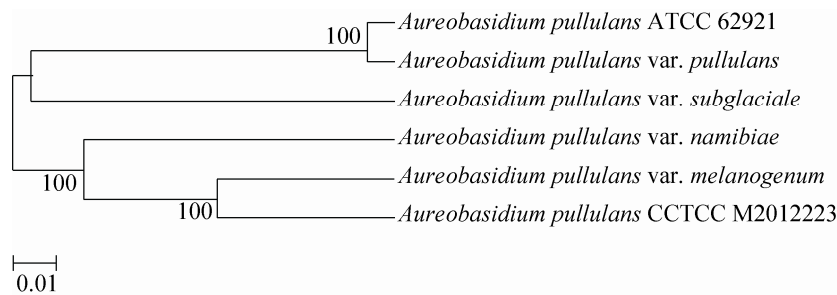 Aureobasidium pullulans ATCC 62921
100
Aureobasidium pullulans var. pullulans
Aureobasidium pullulans var. subglaciale
Aureobasidium pullulans var. namibiae
100
Aureobasidium pullulans var. melanogenum
100
Aureobasidium pullulans CCTCC M2012223
0.01